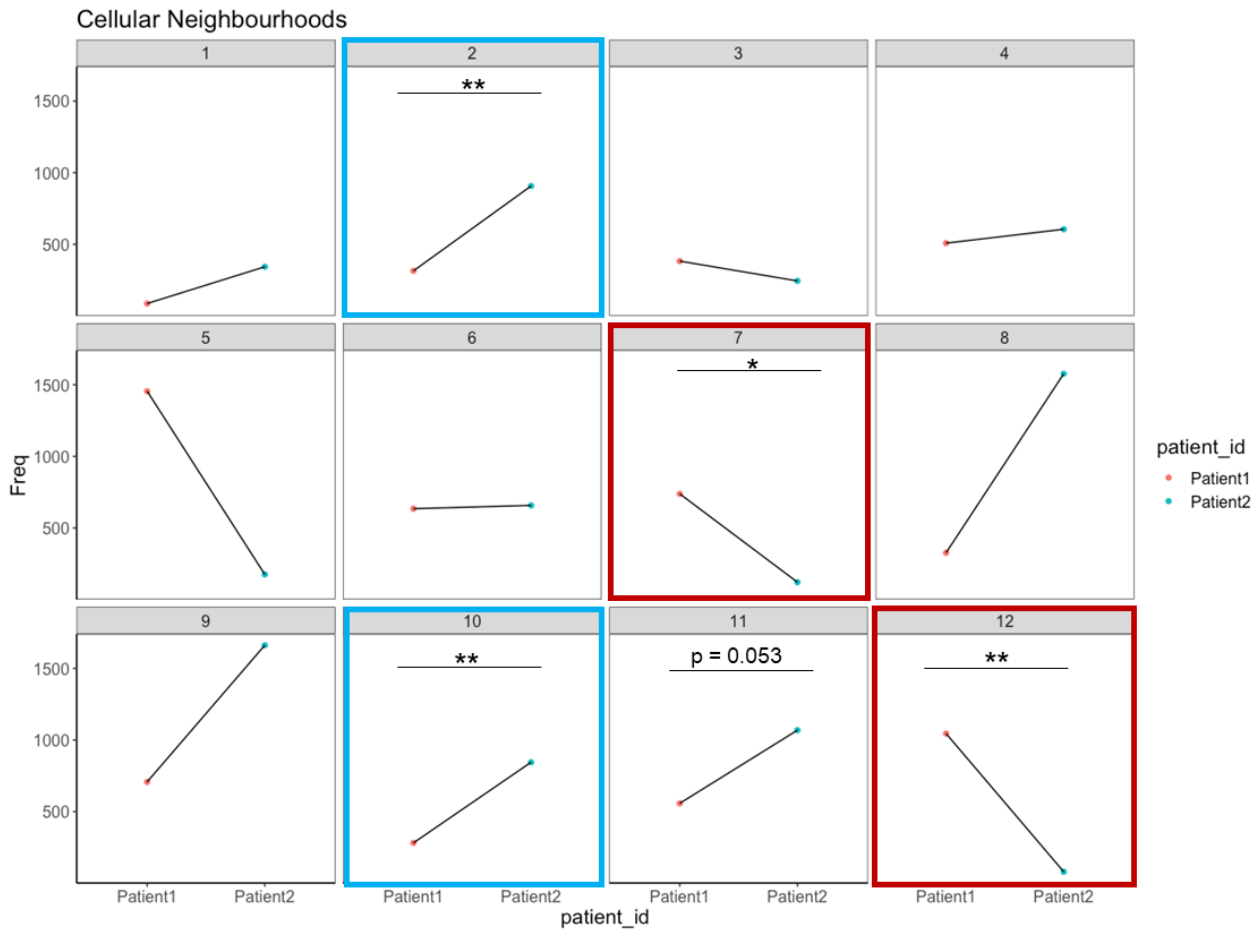 Cellular Neighbourhoods
1 2 3 4
** 
1500
1000
500
5 6 7 8
*
1500
1000
500
Freq
patient_id
Patient1
Patient2
9 10 11 12
** p = 0.053 **
1500
1000
500
Patient1 Patient2 Patient1 Patient2 Patient1 Patient2 Patient1 Patient2
patient_id